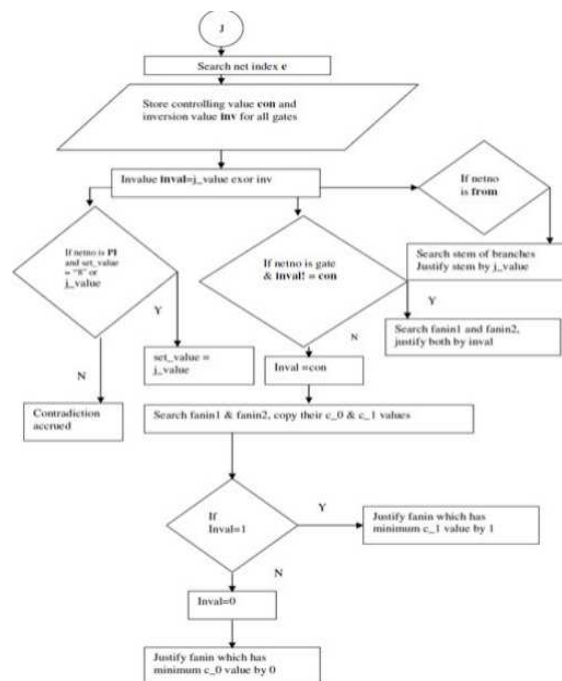 J
Search net index e
Store controlling value con and
inversion value inv for all gates
Invalue inval=j_value exor inv
If netno
is from
If netno is PI
and set_value
= "8" or
j_value
If netno is gate
& inval! = con
Search stem of branches
Justify stem by j_value
Y
Y
Search fanin1 and fanin2,
justify both by inval
N
set_value =
j_value
Inval =con
N
Contradiction
accrued
Search fanin1 & fanin2, copy their c_0 & c_1 values
If
Inval=1
Y
Justify fanin which has
minimum c_1 value by 1
N
Inval=0
Justify fanin which has
minimum c_0 value by 0